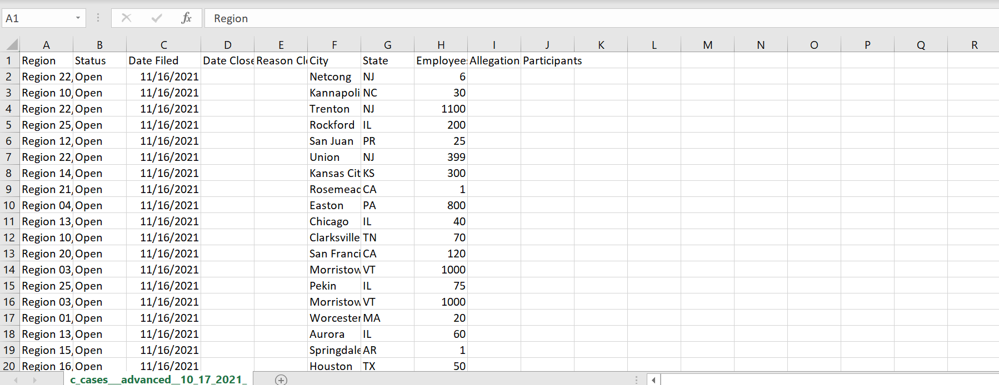 A1 fx Region
A B C D E F G H I J K L M N O P Q R
1 Region Status Date Filed Date Close Reason Cl City State Employee Allegation Participants
2 Region 22, Open 11/16/2021 Netcong NJ 6
3 Region 10, Open 11/16/2021 Kannapoli NC 30
4 Region 22, Open 11/16/2021 Trenton NJ 1100
5 Region 25, Open 11/16/2021 Rockford IL 200
6 Region 12, Open 11/16/2021 San Juan PR 25
7 Region 22, Open 11/16/2021 Union NJ 399
8 Region 14, Open 11/16/2021 Kansas Cit KS 300
9 Region 21, Open 11/16/2021 Rosemead CA 1
10 Region 04, Open 11/16/2021 Easton PA 800
11 Region 13, Open 11/16/2021 Chicago IL 40
12 Region 10, Open 11/16/2021 Clarksville TN 70
13 Region 20, Open 11/16/2021 San Franci CA 120
14 Region 03, Open 11/16/2021 Morristow VT 1000
15 Region 25, Open 11/16/2021 Pekin IL 75
16 Region 03, Open 11/16/2021 Morristow VT 1000
17 Region 01, Open 11/16/2021 Worcester MA 20
18 Region 13, Open 11/16/2021 Aurora IL 60
19 Region 15, Open 11/16/2021 Springdale AR 1
20 Region 16, Open 11/16/2021 Houston TX 50
c_cases__advanced__10_17_2021_